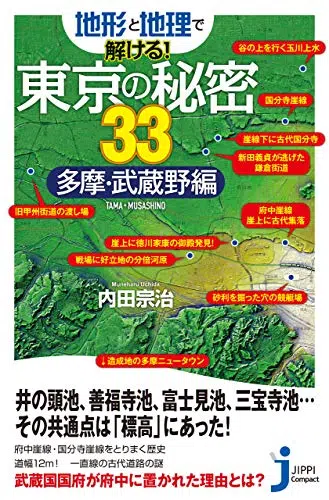 地形と地理で
解ける!
東京の秘密
33
多摩・武蔵野編
TAMA・MUSASHINO
谷の上を行く玉川上水
国分寺崖線
崖線下に古代国分寺
新田義貞が逃げた
鎌倉街道
旧甲州街道の渡し場
府中崖線
崖上に古代集落
崖上に徳川家康の御殿発見!
戦場に好立地の分倍河原
Muneharu Uchida
内田宗治
砂利を掘った穴の競艇場
↓造成地の多摩ニュータウン
井の頭池、善福寺池、富士見池、三宝寺池…
その共通点は「標高」にあった!
府中崖線・国分寺崖線をとりまく歴史
道幅12m! 一直線の古代道路の謎
武蔵国国府が府中に置かれた理由とは?
JIPPI
Compact